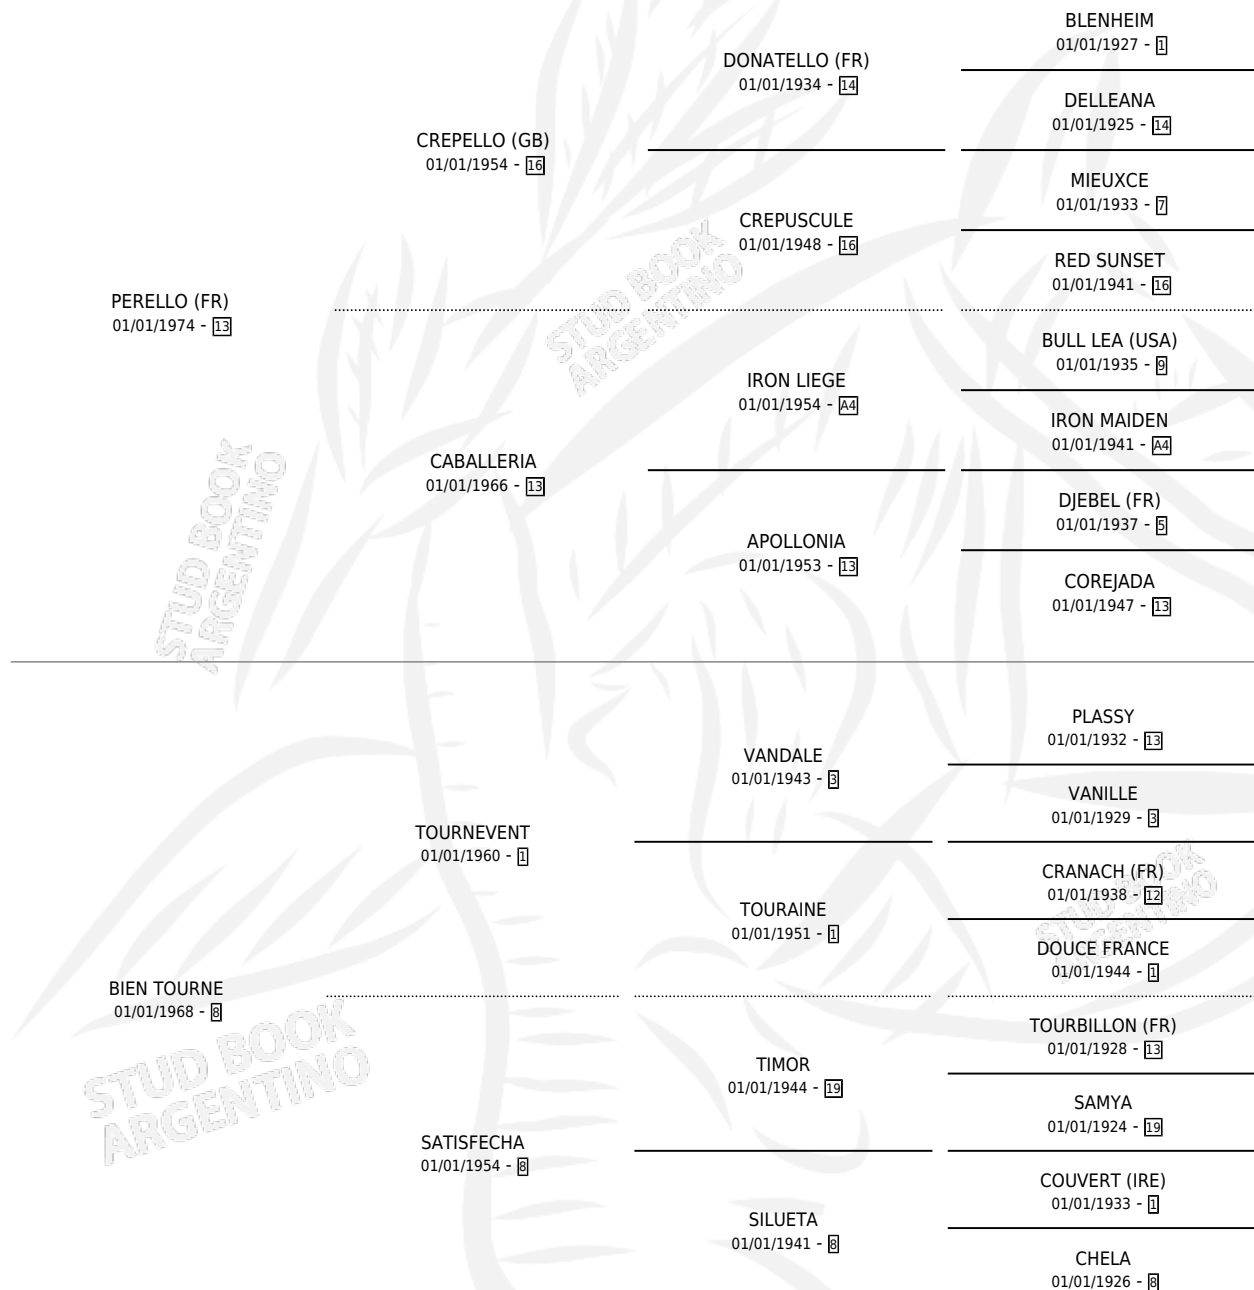 BLENHEIM
01/01/1927 - 1
DONATELLO (FR)
01/01/1934 - 14
DELLEANA
01/01/1925 - 14
CREPELLO (GB)
01/01/1954 - 16
MIEUXCE
01/01/1933 - 7
CREPUSCULE
01/01/1948 - 16
RED SUNSET
01/01/1941 - 16
STUD BOOK
ARGENTINO
PERELLO (FR)
01/01/1974 - 13
BULL LEA (USA)
01/01/1935 - 9
IRON LIEGE
01/01/1954 - A4
IRON MAIDEN
01/01/1941 - A4
CABALLERIA
01/01/1966 - 13
DJEBEL (FR)
01/01/1937 - 5
APOLLONIA
01/01/1953 - 13
COREJADA
01/01/1947 - 13
STUD BOOK
ARGENTINO
PLASSY
01/01/1932 - 13
VANDALE
01/01/1943 - 3
VANILLE
01/01/1929 - 3
TOURNEVENT
01/01/1960 - 1
CRANACH (FR)
01/01/1938 - 12
TOURAINE
01/01/1951 - 1
DOUCE FRANCE
01/01/1944 - 1
STUD BOOK
ARGENTINO
BIEN TOURNE
01/01/1968 - 8
TOURBILLON (FR)
01/01/1928 - 13
TIMOR
01/01/1944 - 19
SAMYA
01/01/1924 - 19
STUD BOOK
ARGENTINO
SATISFECHA
01/01/1954 - 8
COUVERT (IRE)
01/01/1933 - 1
SILUETA
01/01/1941 - 8
CHELA
01/01/1926 - 8